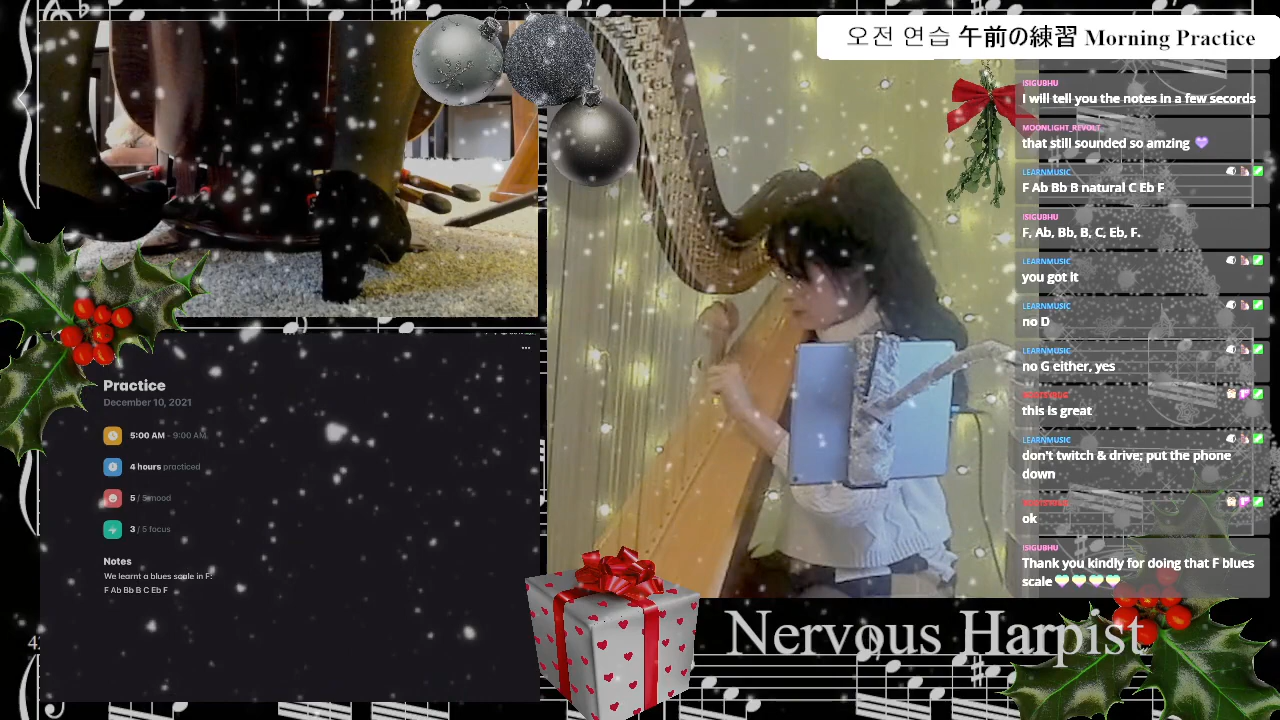 오전 연습 午前の練習 Morning Practice
ISIGUBHU
I will tell you the notes in a few seconds
MOONLIGHT_REVOLT
that still sounded so amzing 💜
LEARNMUSIC
F Ab Bb B natural C Eb F
ISIGUBHU
F, Ab, Bb, B, C, Eb, F.
LEARNMUSIC
you got it
LEARNMUSIC
no D
LEARNMUSIC
no G either, yes
this is great
LEARNMUSIC
don't twitch & drive; put the phone
down
ok
ISIGUBHU
Thank you kindly for doing that F blues
scale
Practice
December 10, 2021
5:00 AM - 9:00 AM
4 hours practiced
5 / 5 mood
3 / 5 focus
Notes
We learnt a blues scale in F:
F Ab Bb B C Eb F
Nervous Harpist